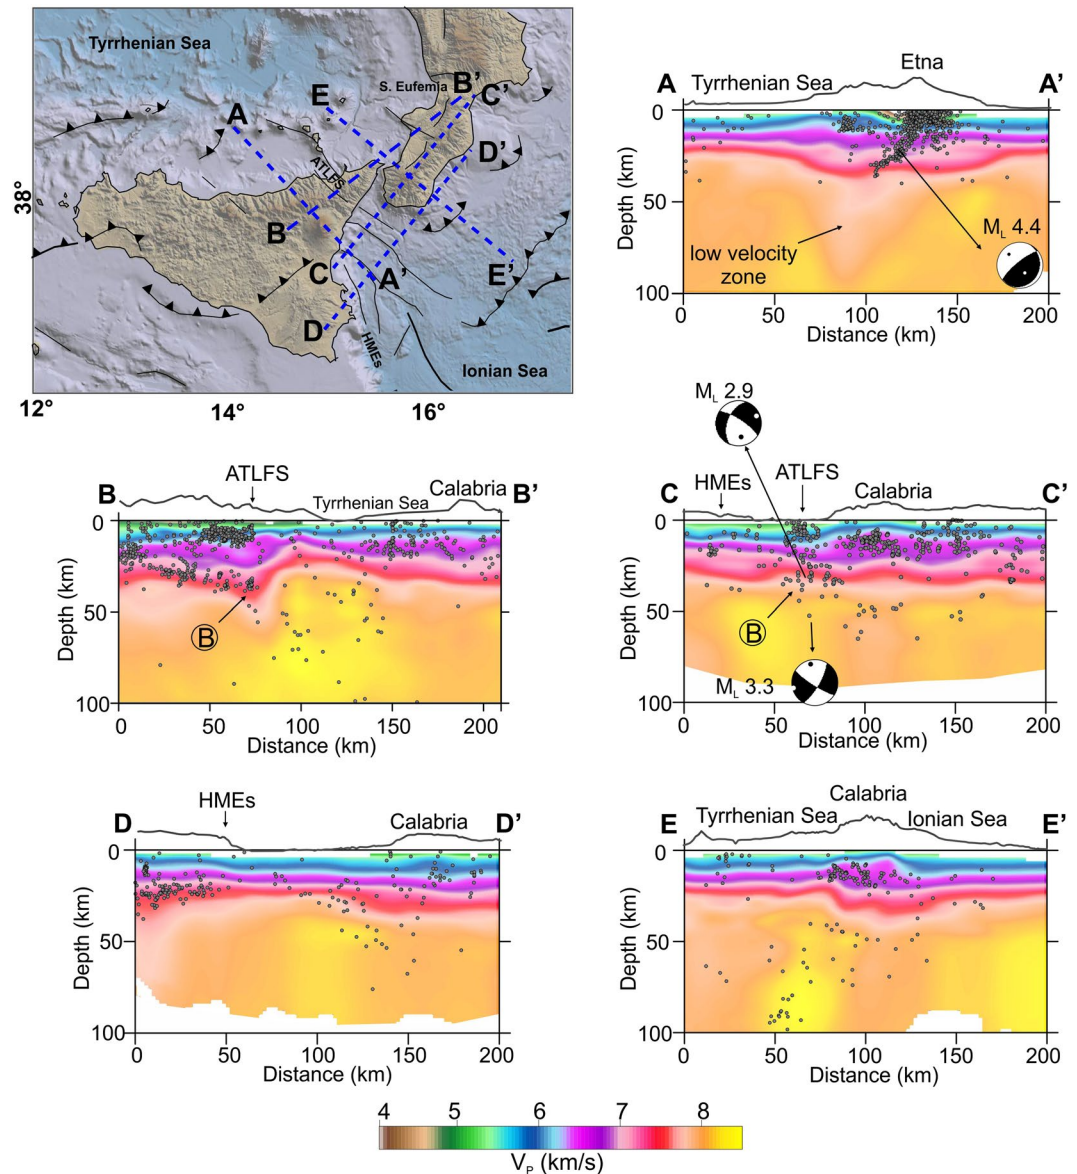 Tyrrhenian Sea
S. Eufemia
B'
C'
E
A
D'
ATLFS
38°
B
C
A'
E'
D
HMEs
Ionian Sea
12°
14°
16°
A
Tyrrhenian Sea
Etna
A'
0
50
100
Depth (km)
low velocity
zone
M_L 4.4
0
50
100
150
200
Distance (km)
B
ATLFS
Tyrrhenian Sea
Calabria
B'
0
50
100
Depth (km)
B
0
50
100
150
200
Distance (km)
M_L 2.9
C
HMEs
ATLFS
Calabria
C'
0
50
100
Depth (km)
B
M_L 3.3
0
50
100
150
200
Distance (km)
D
HMEs
Calabria
D'
0
50
100
Depth (km)
0
50
100
150
200
Distance (km)
Calabria
E
Tyrrhenian Sea
Ionian Sea
E'
0
50
100
Depth (km)
0
50
100
150
200
Distance (km)
4
5
6
7
8
V_P (km/s)